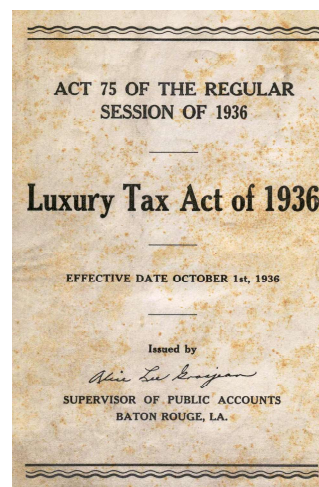 ACT 75 OF THE REGULAR
SESSION OF 1936
Luxury Tax Act of 1936
EFFECTIVE DATE OCTOBER 1st, 1936
Issued by
Alice Lee Grosjean
SUPERVISOR OF PUBLIC ACCOUNTS
BATON ROUGE, LA.